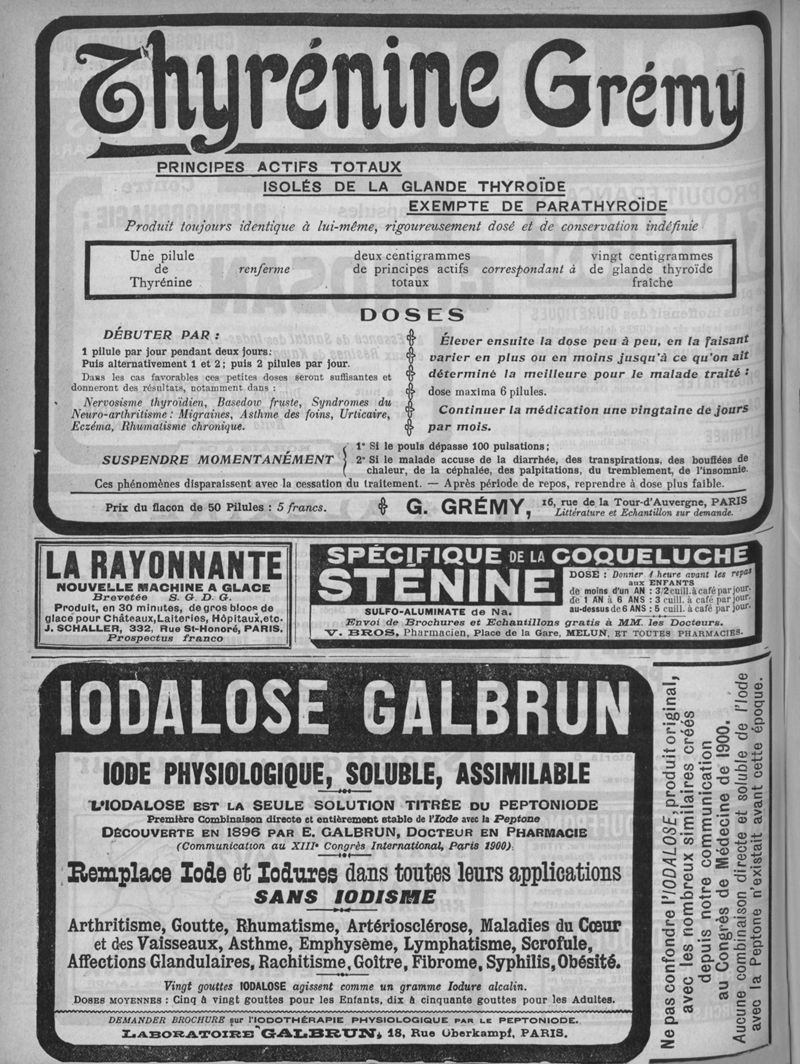 Thyrénine Grémy
PRINCIPES ACTIFS TOTAUX
ISOLÉS DE LA GLANDE THYROÏDE
EXEMPTE DE PARATHYROÏDE
Produit toujours identique à lui-même, rigoureusement dosé et de conservation indéfinie
Une pilule
de
Thyrénine
renferme
deux centigrammes
de principes actifs
totaux
correspondant à
vingt centigrammes
de glande thyroïde
fraîche
DOSES
DÉBUTER PAR :
1 pilule par jour pendant deux jours;
Puis alternativement 1 et 2; puis 2 pilules par jour.
Dans les cas favorables ces petites doses seront suffisantes et
donneront des résultats, notamment dans :
Nervosisme thyroïdien, Basedow fruste, Syndromes du
Neuro-arthritisme : Migraines, Asthme des foins, Urticaire,
Eczéma, Rhumatisme chronique.
Élever ensuite la dose peu à peu, en la faisant
varier en plus ou en moins jusqu'à ce qu'on ait
déterminé la meilleure pour le malade traité :
dose maxima 6 pilules.
Continuer la médication une vingtaine de jours
par mois.
SUSPENDRE MOMENTANÉMENT
1° Si le pouls dépasse 100 pulsations;
2° Si le malade accuse de la diarrhée, des transpirations, des bouffées de
chaleur, de la céphalée, des palpitations, du tremblement, de l'insomnie.
Ces phénomènes disparaissent avec la cessation du traitement. — Après période de repos, reprendre à dose plus faible.
Prix du flacon de 50 Pilules : 5 francs.
G. GRÉMY,
16, rue de la Tour-d'Auvergne, PARIS
Littérature et Echantillon sur demande.
LA RAYONNANTE
NOUVELLE MACHINE A GLACE
Brevetée S. G. D. G.
Produit, en 30 minutes, de gros blocs de
glace pour Châteaux, Laiteries, Hôpitaux, etc.
J. SCHALLER, 332, Rue St-Honoré, PARIS.
Prospectus franco
SPÉCIFIQUE DE LA COQUELUCHE
STÉNINE
SULFO-ALUMINATE de Na.
DOSE : Donner 1 heure avant les repas
aux ENFANTS
de moins d'un AN : 3/2 cuill. à café par jour.
de 1 AN à 6 ANS : 3 cuill. à café par jour.
au-dessus de 6 ANS : 5 cuill. à café par jour.
Envoi de Brochures et Echantillons gratis à MM. les Docteurs.
V. BROS, Pharmacien, Place de la Gare, MELUN, ET TOUTES PHARMACIES.
IODALOSE GALBRUN
IODE PHYSIOLOGIQUE, SOLUBLE, ASSIMILABLE
L'IODALOSE EST LA SEULE SOLUTION TITRÉE DU PEPTONIODE
Première Combinaison directe et entièrement stable de l'Iode avec la Peptone
DÉCOUVERTE EN 1896 PAR E. GALBRUN, DOCTEUR EN PHARMACIE
(Communication au XIIIe Congrès International, Paris 1900).
Remplace Iode et Iodures dans toutes leurs applications
SANS IODISME
Arthritisme, Goutte, Rhumatisme, Artériosclérose, Maladies du Cœur
et des Vaisseaux, Asthme, Emphysème, Lymphatisme, Scrofule,
Affections Glandulaires, Rachitisme, Goître, Fibrome, Syphilis, Obésité.
Vingt gouttes IODALOSE agissent comme un gramme Iodure alcalin.
DOSES MOYENNES : Cinq à vingt gouttes pour les Enfants, dix à cinquante gouttes pour les Adultes.
DEMANDER BROCHURE sur l'IODOTHÉRAPIE PHYSIOLOGIQUE PAR LE PEPTONIODE.
LABORATOIRE GALBRUN, 18, Rue Oberkampf, PARIS.
Ne pas confondre l'IODALOSE, produit original,
avec les nombreux similaires créés
depuis notre communication
au Congrès de Médecine de 1900.
Aucune combinaison directe et soluble de l'Iode
avec la Peptone n'existait avant cette époque.